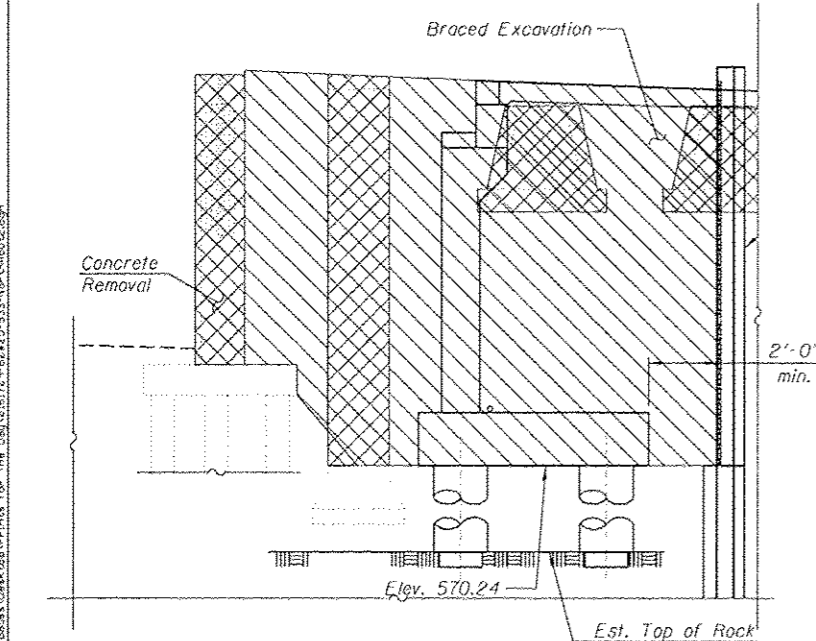 Braced Excavation
Concrete
Removal
2'-0"
min.
Elev. 570.24
Est. Top of Rock